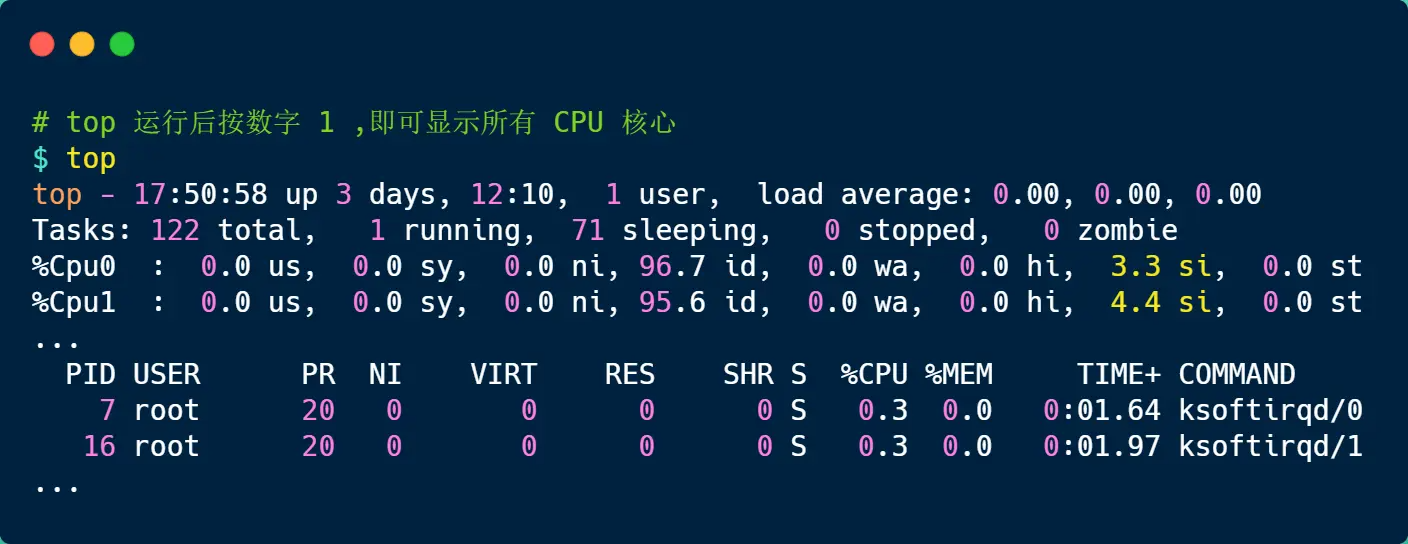 # top 运行后按数字 1 ,即可显示所有 CPU 核心
$ top
top - 17:50:58 up 3 days, 12:10,  1 user,  load average: 0.00, 0.00, 0.00
Tasks: 122 total,   1 running,  71 sleeping,   0 stopped,   0 zombie
%Cpu0  :  0.0 us,  0.0 sy,  0.0 ni, 96.7 id,  0.0 wa,  0.0 hi,  3.3 si,  0.0 st
%Cpu1  :  0.0 us,  0.0 sy,  0.0 ni, 95.6 id,  0.0 wa,  0.0 hi,  4.4 si,  0.0 st
...
  PID USER      PR  NI    VIRT    RES    SHR S  %CPU %MEM     TIME+ COMMAND
    7 root      20   0       0      0      0 S   0.3  0.0   0:01.64 ksoftirqd/0
   16 root      20   0       0      0      0 S   0.3  0.0   0:01.97 ksoftirqd/1
...